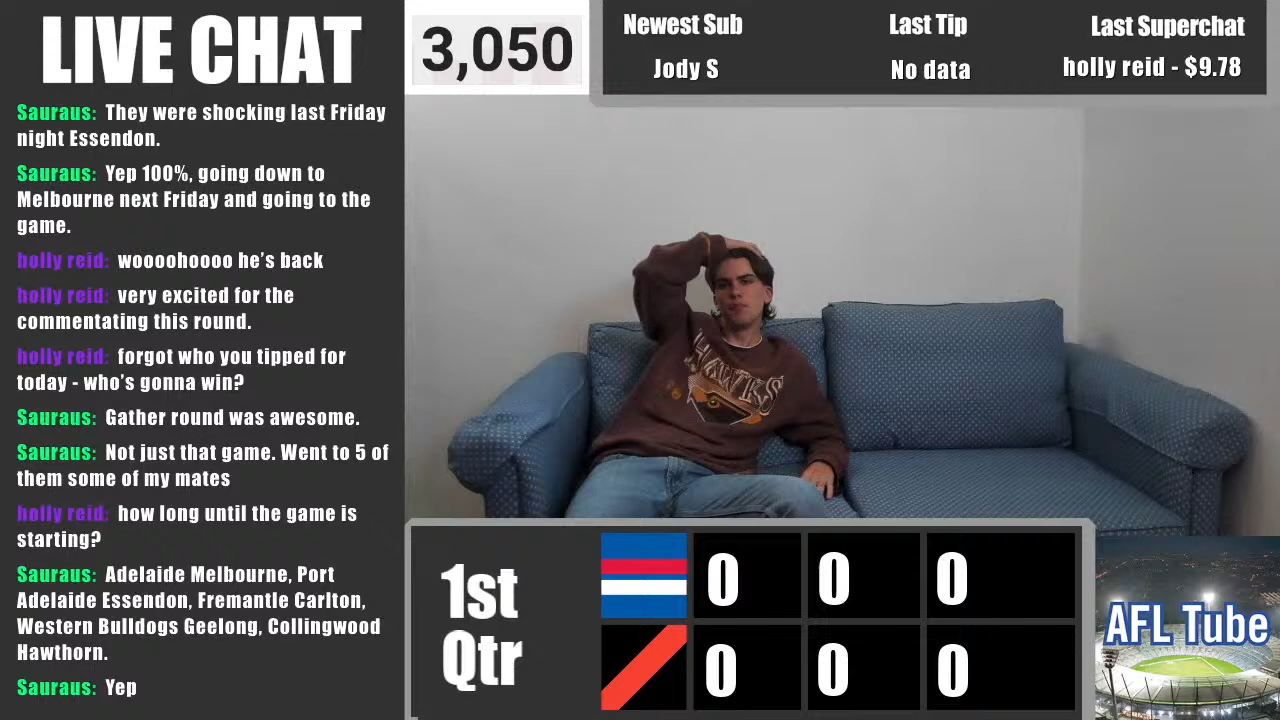 LIVE CHAT
Sauraus: They were shocking last Friday
night Essendon.
Sauraus: Yep 100%, going down to
Melbourne next Friday and going to the
game.
holly reid: woooohoooo he's back
holly reid: very excited for the
commentating this round.
holly reid: forgot who you tipped for
today - who's gonna win?
Sauraus: Gather round was awesome.
Sauraus: Not just that game. Went to 5 of
them some of my mates
holly reid: how long until the game is
starting?
Sauraus: Adelaide Melbourne, Port
Adelaide Essendon, Fremantle Carlton,
Western Bulldogs Geelong, Collingwood
Hawthorn.
Sauraus: Yep
3,050
Newest Sub
Jody S
Last Tip
No data
Last Superchat
holly reid - $9.78
HAWKS
1st
Qtr
0 0 0
0 0 0
AFL Tube